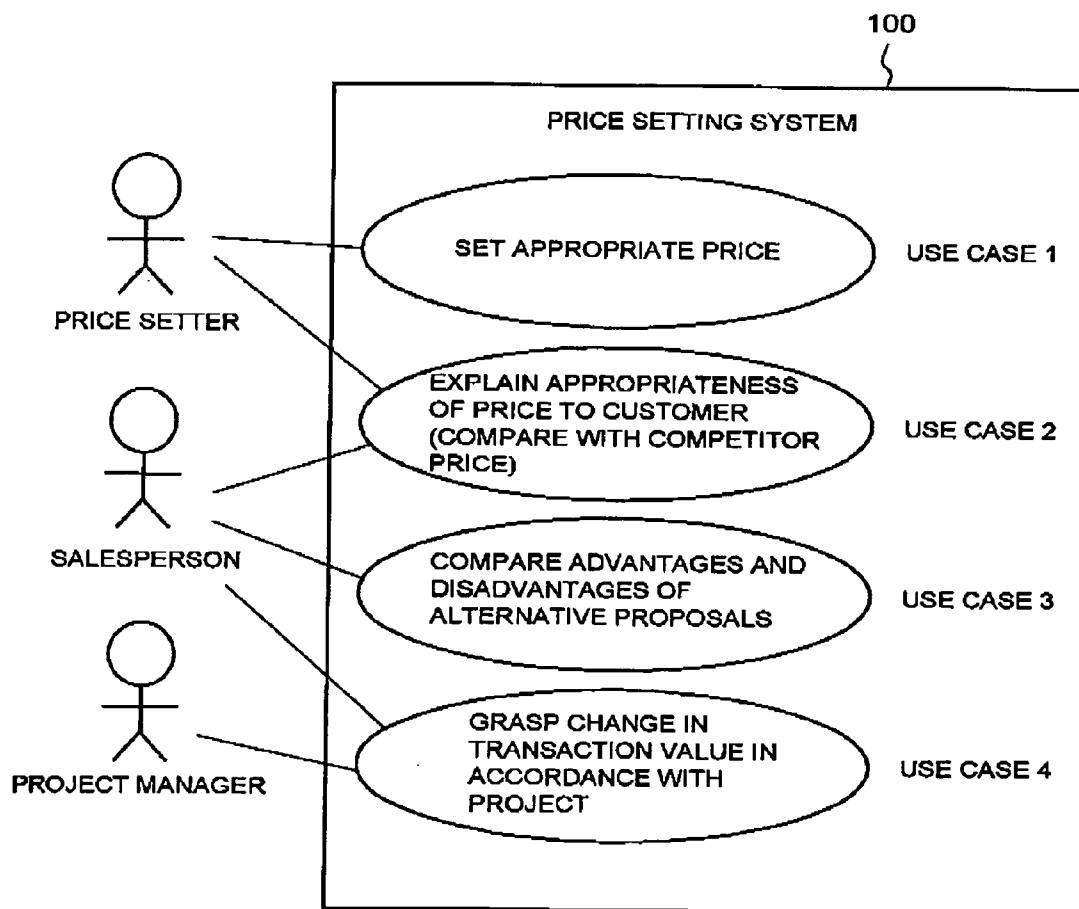 100
PRICE SETTING SYSTEM
SET APPROPRIATE PRICE
USE CASE 1
PRICE SETTER
EXPLAIN APPROPRIATENESS
OF PRICE TO CUSTOMER
(COMPARE WITH COMPETITOR
PRICE)
USE CASE 2
SALESPERSON
COMPARE ADVANTAGES AND
DISADVANTAGES OF
ALTERNATIVE PROPOSALS
USE CASE 3
PROJECT MANAGER
GRASP CHANGE IN
TRANSACTION VALUE IN
ACCORDANCE WITH
PROJECT
USE CASE 4